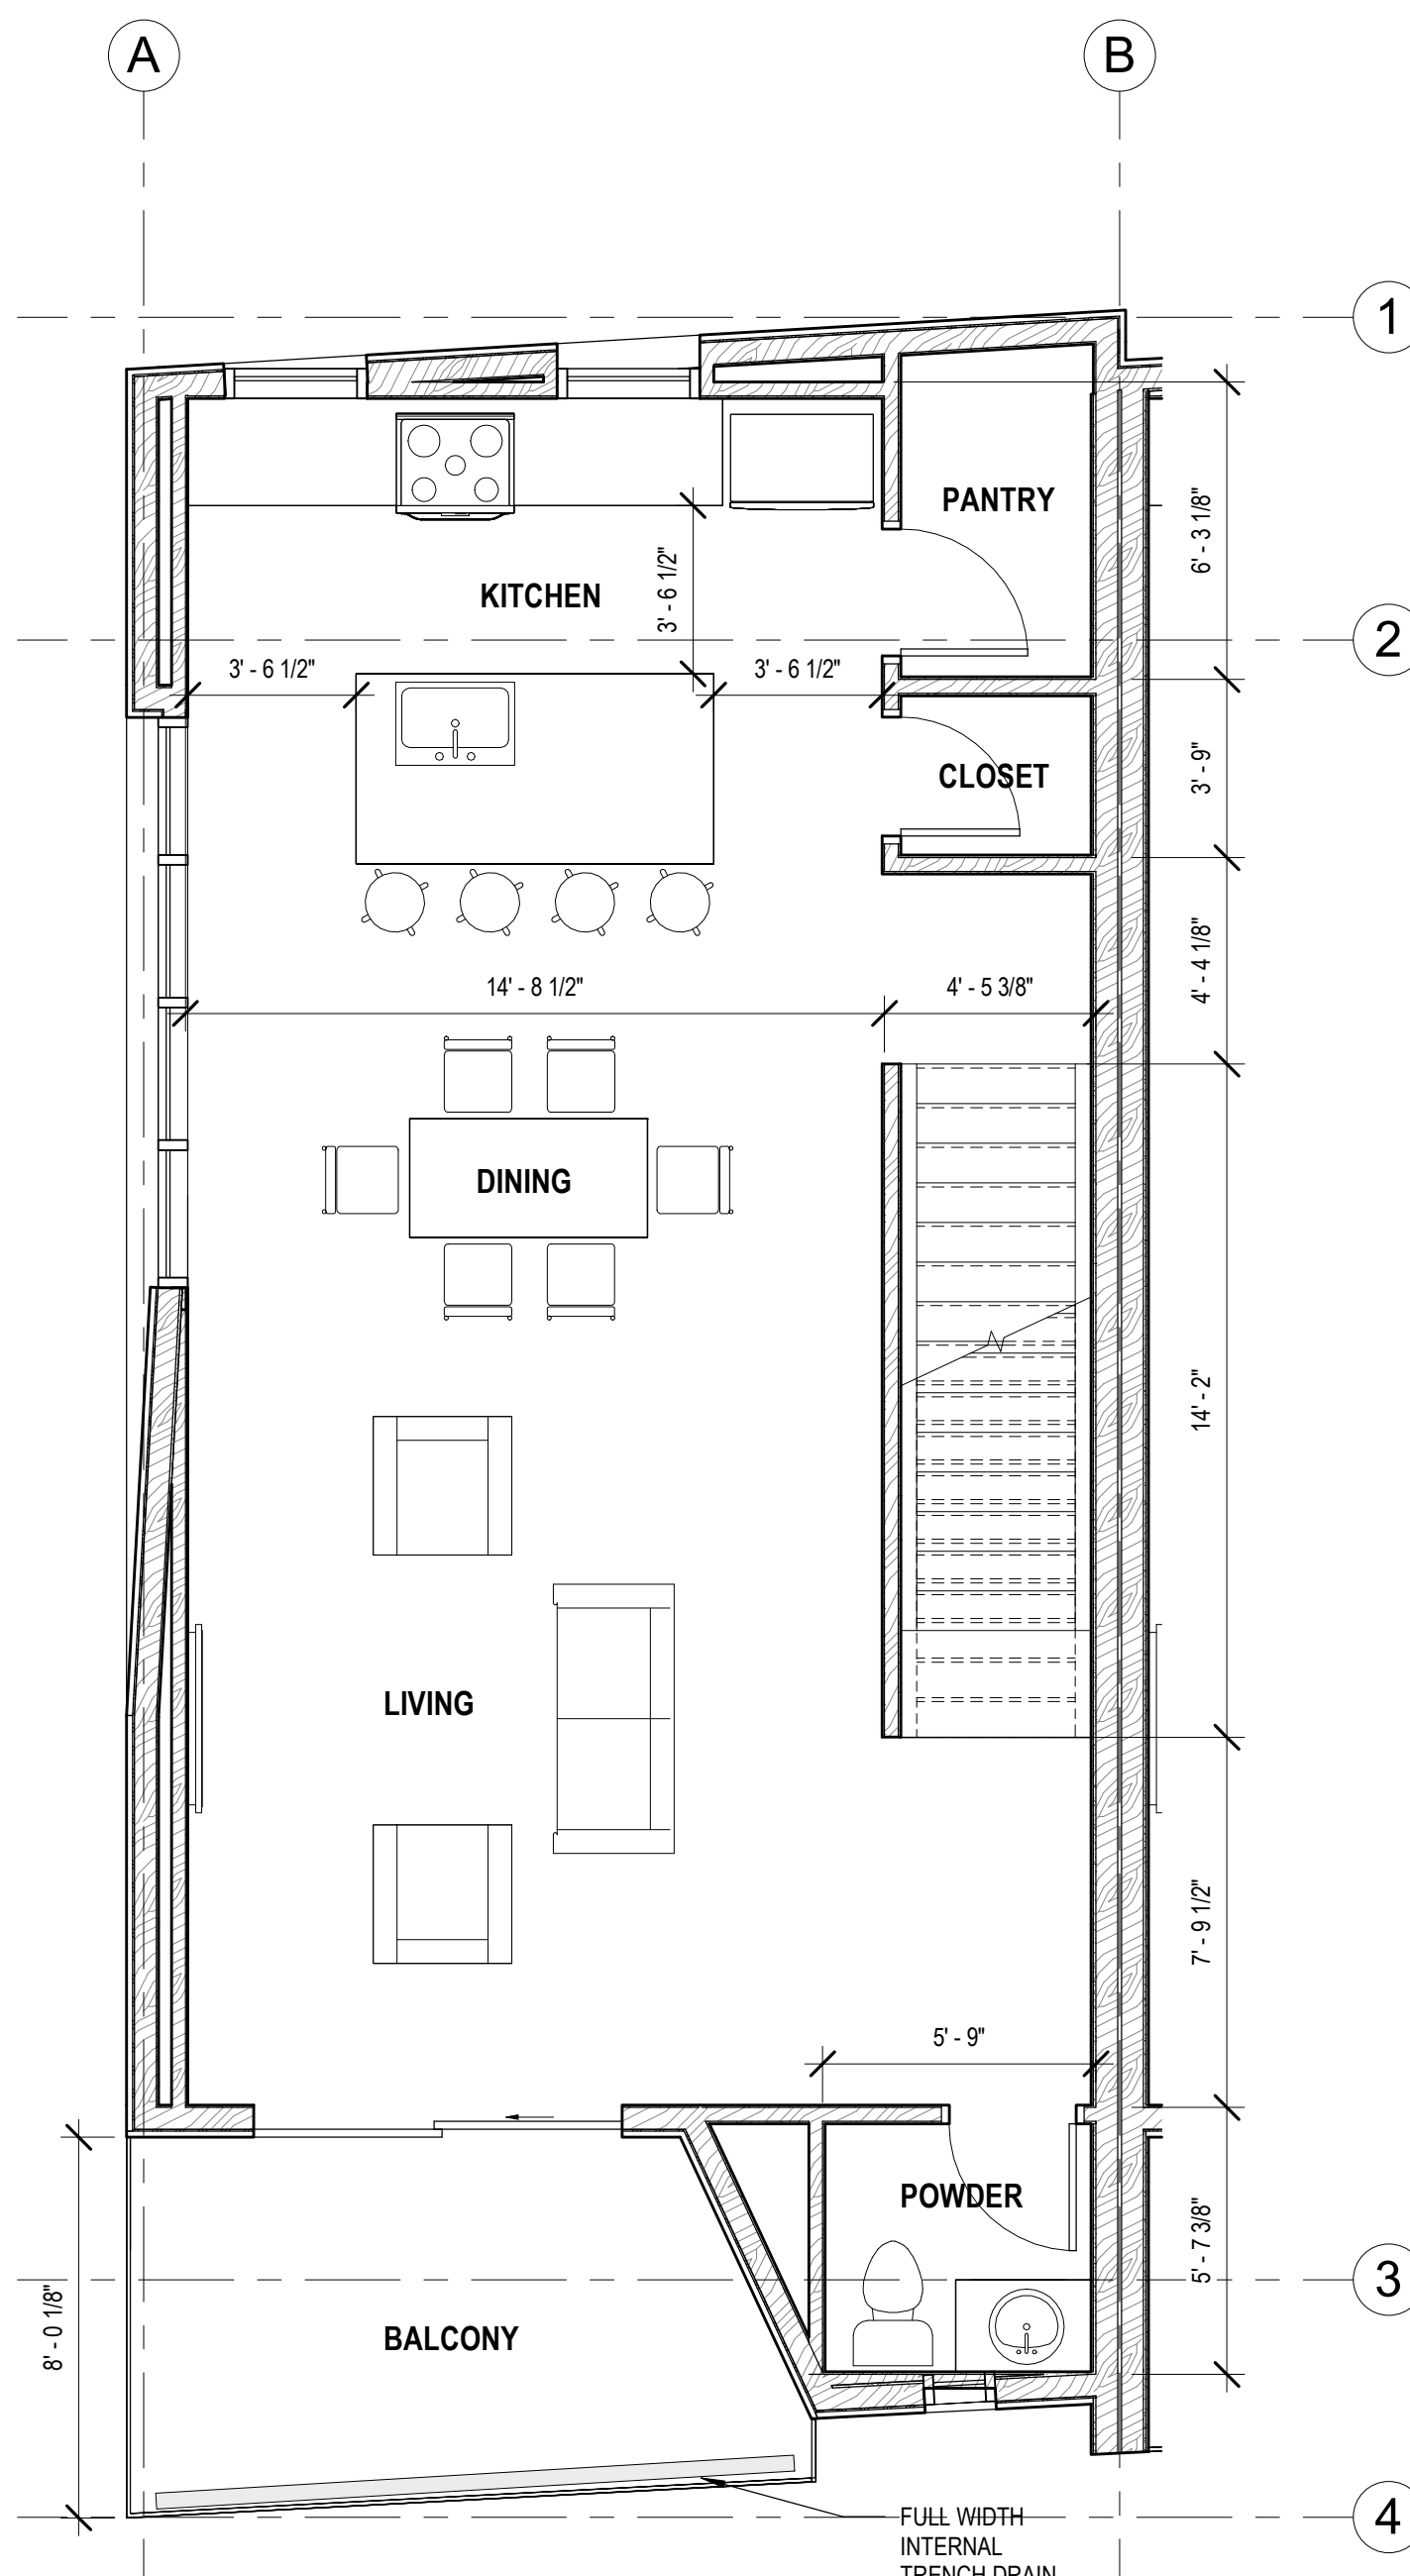 A
B
1
PANTRY
6' - 3 1/8"
KITCHEN
3' - 6 1/2"
2
3' - 6 1/2"
3' - 6 1/2"
CLOSET
3' - 9"
4' - 4 1/8"
14' - 8 1/2"
4' - 5 3/8"
DINING
14' - 2"
LIVING
7' - 9 1/2"
5' - 9"
POWDER
5' - 7 3/8"
3
8' - 0 1/8"
BALCONY
FULL WIDTH
INTERNAL
TRENCH DRAIN
4